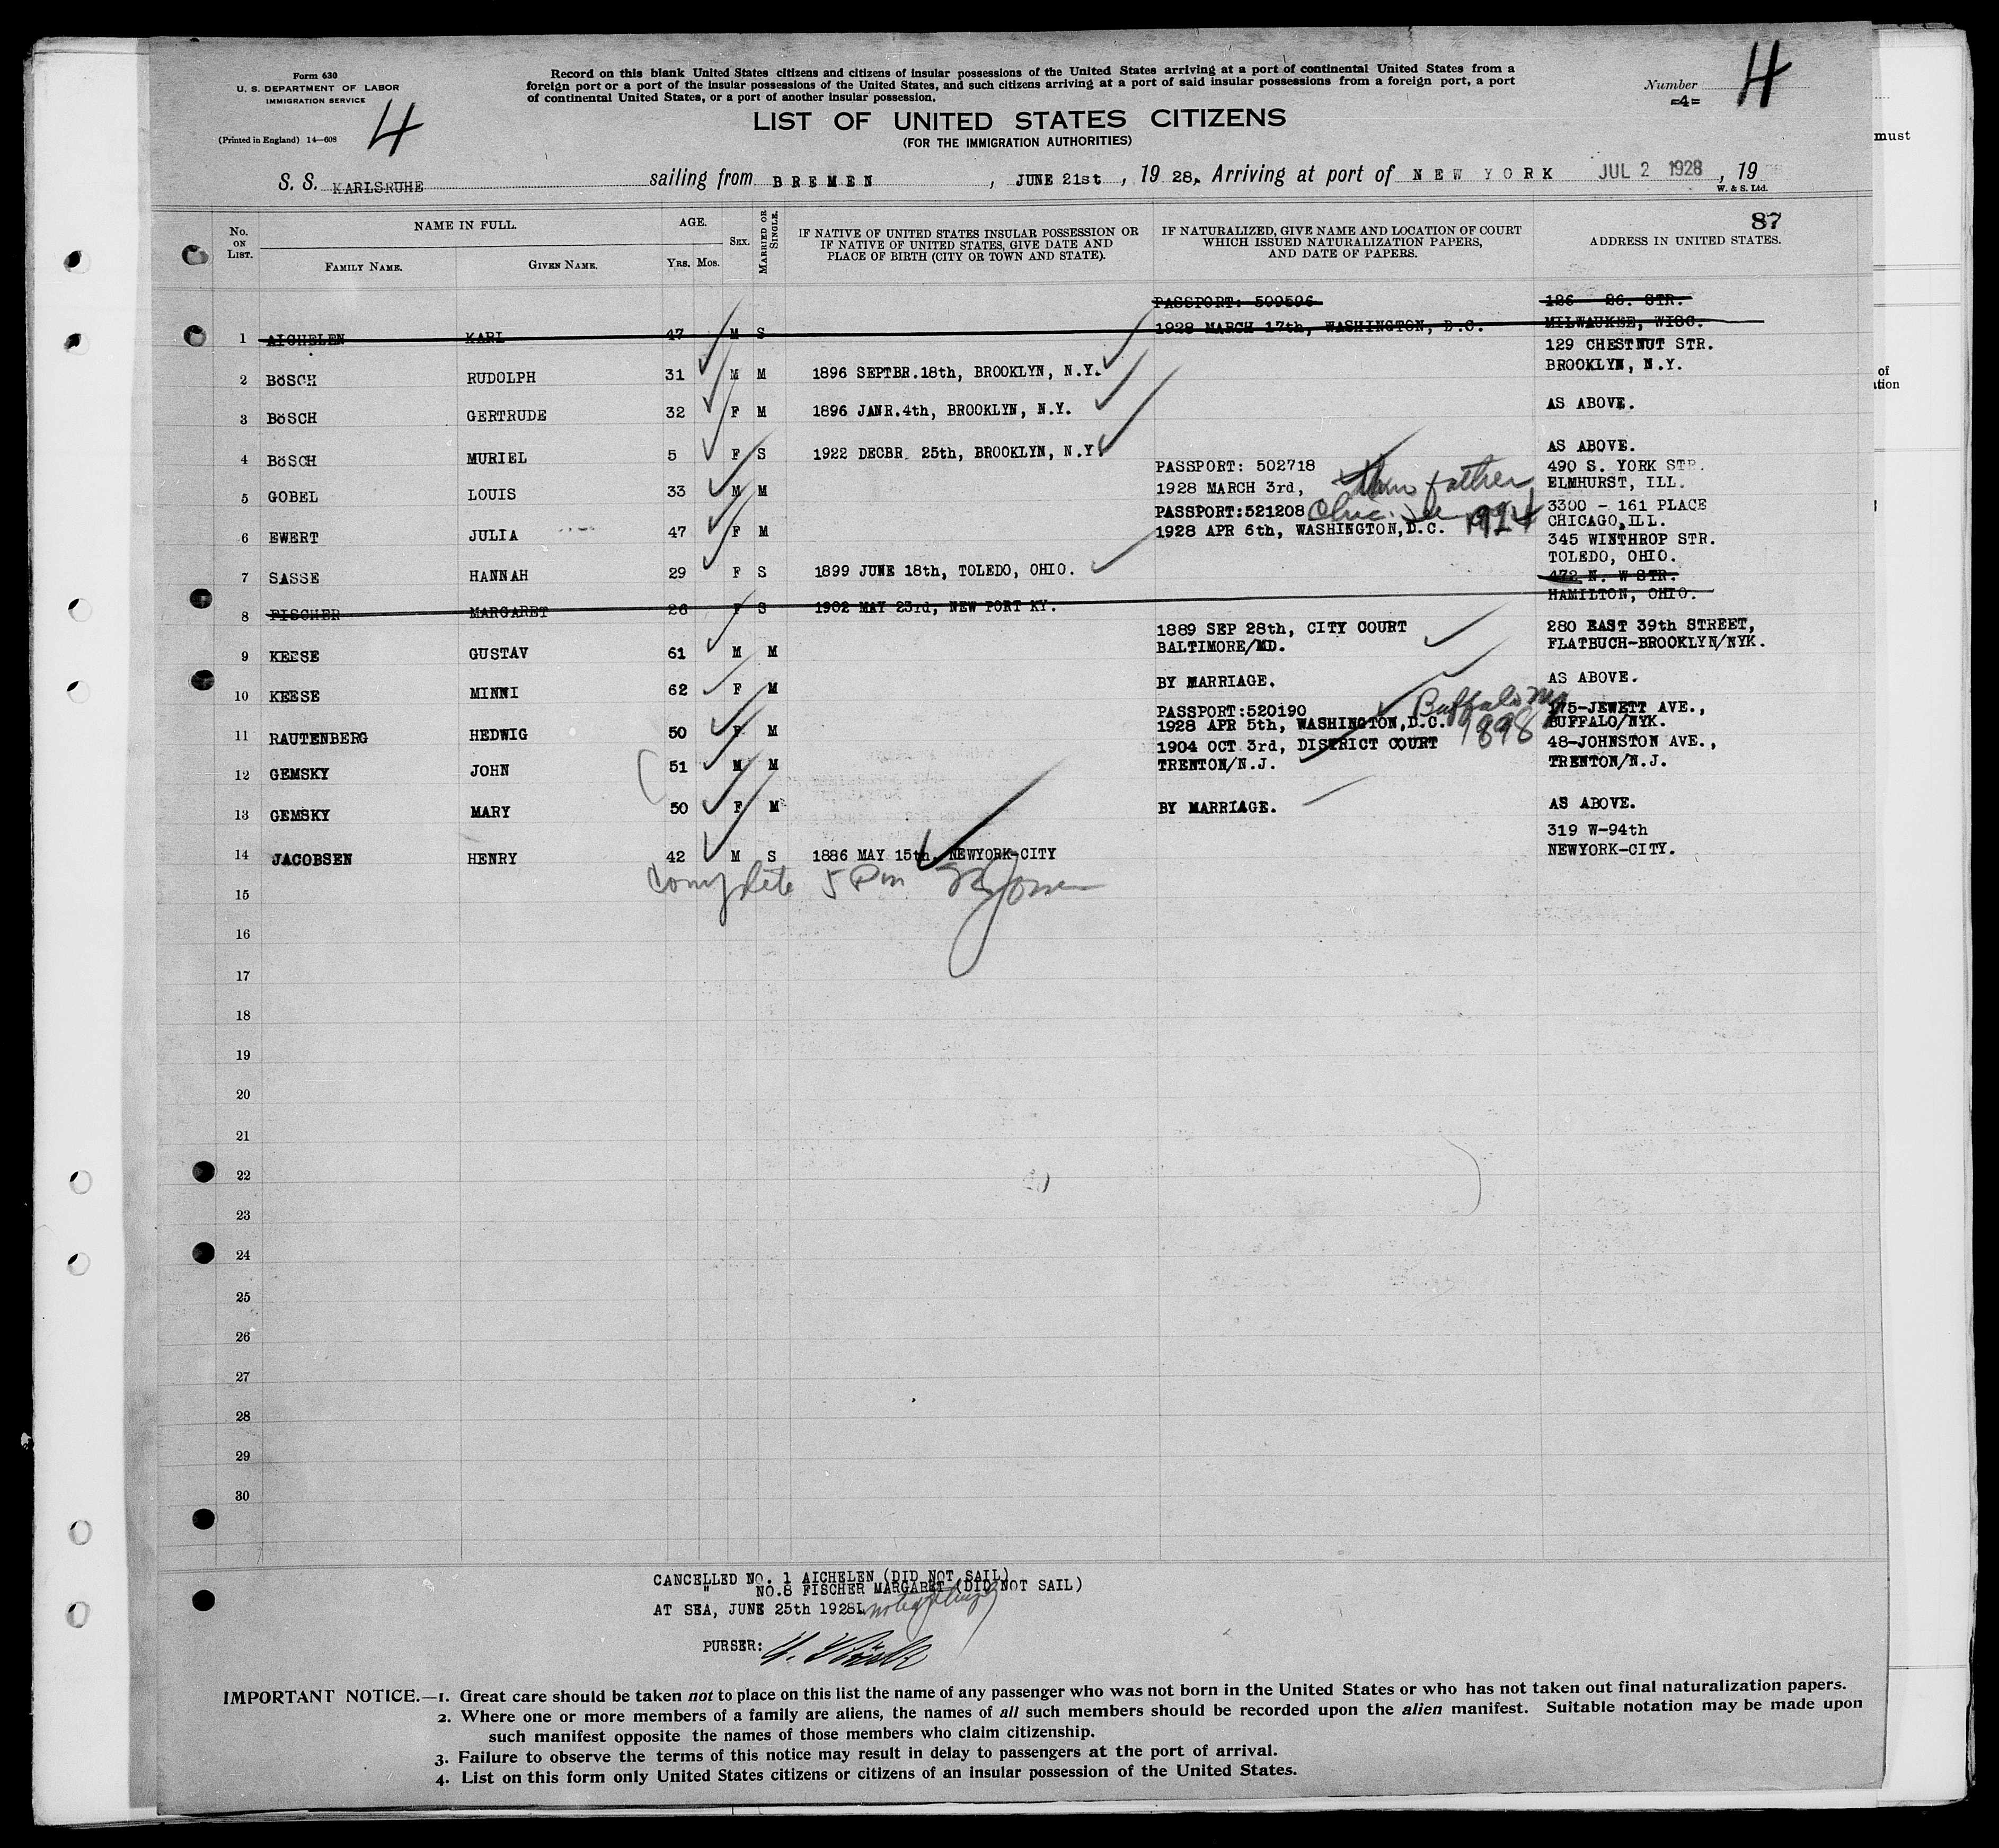 Form 630
U. S. DEPARTMENT OF LABOR
IMMIGRATION SERVICE
(Printed in England) 14—608
4
Record on this blank United States citizens and citizens of insular possessions of the United States arriving at a port of continental United States from a
foreign port or a port of the insular possessions of the United States, and such citizens arriving at a port of said insular possessions from a foreign port, a port
of continental United States, or a port of another insular possession.
Number 4
=4=
LIST OF UNITED STATES CITIZENS
(FOR THE IMMIGRATION AUTHORITIES)
S. S. KARLSRUHE sailing from BREMEN, JUNE 21st, 19 28, Arriving at port of NEW YORK JUL 2 1928, 19
W. & S. Ltd.
87
No. ON LIST. NAME IN FULL. FAMILY NAME. GIVEN NAME. AGE. YRS. MOS. SEX. MARRIED OR SINGLE.
IF NATIVE OF UNITED STATES INSULAR POSSESSION OR
IF NATIVE OF UNITED STATES, GIVE DATE AND
PLACE OF BIRTH (CITY OR TOWN AND STATE).
IF NATURALIZED, GIVE NAME AND LOCATION OF COURT
WHICH ISSUED NATURALIZATION PAPERS,
AND DATE OF PAPERS.
ADDRESS IN UNITED STATES.
PASSPORT: 509596 126 26. STR.
1 AICHELEN KARL 47 M S 1928 MARCH 17th, WASHINGTON, D.C. MILWAUKEE, WISC.
129 CHESTNUT STR.
2 BöSCH RUDOLPH 31 M M 1896 SEPTBR.18th, BROOKLYN, N.Y. BROOKLYN, N.Y.
3 BöSCH GERTRUDE 32 F M 1896 JANR.4th, BROOKLYN, N.Y. AS ABOVE.
4 BöSCH MURIEL 5 F S 1922 DECBR. 25th, BROOKLYN, N.Y. AS ABOVE.
PASSPORT: 502718 490 S. YORK STR.
5 GOBEL LOUIS 33 M M 1928 MARCH 3rd, father ELMHURST, ILL.
PASSPORT:521208 Chic. 3300 - 161 PLACE
6 EWERT JULIA 47 F M 1928 APR 6th, WASHINGTON,D.C. 1914 CHICAGO,ILL.
345 WINTHROP STR.
7 SASSE HANNAH 29 F S 1899 JUNE 18th, TOLEDO, OHIO. TOLEDO, OHIO.
472 N. W STR.
8 FISCHER MARGARET 26 F S 1902 MAY 23rd, NEW PORT KY. HAMILTON, OHIO.
1889 SEP 28th, CITY COURT 280 EAST 39th STREET,
9 KEESE GUSTAV 61 M M BALTIMORE/MD. FLATBUCH-BROOKLYN/NYK.
10 KEESE MINNI 62 F M BY MARRIAGE. AS ABOVE.
PASSPORT:520190 Buffalo NY 175-JEWETT AVE.,
11 RAUTENBERG HEDWIG 50 F M 1928 APR 5th, WASHINGTON,D.C. 1898 BUFFALO/NYK.
1904 OCT 3rd, DISTRICT COURT 48-JOHNSTON AVE.,
12 GEMSKY JOHN 51 M M TRENTON/N.J. TRENTON/N.J.
13 GEMSKY MARY 50 F M BY MARRIAGE. AS ABOVE.
319 W-94th
14 JACOBSEN HENRY 42 M S 1886 MAY 15th, NEWYORK-CITY NEWYORK-CITY.
complete 5 Pm
15
16
17
18
19
20
21
22
23
24
25
26
27
28
29
30
CANCELLED NO. 1 AICHELEN (DID NOT SAIL)
" NO.8 FISCHER MARGARET (DID NOT SAIL)
AT SEA, JUNE 25th 1928
PURSER:
IMPORTANT NOTICE.—1. Great care should be taken not to place on this list the name of any passenger who was not born in the United States or who has not taken out final naturalization papers.
2. Where one or more members of a family are aliens, the names of all such members should be recorded upon the alien manifest. Suitable notation may be made upon
such manifest opposite the names of those members who claim citizenship.
3. Failure to observe the terms of this notice may result in delay to passengers at the port of arrival.
4. List on this form only United States citizens or citizens of an insular possession of the United States.
must
of